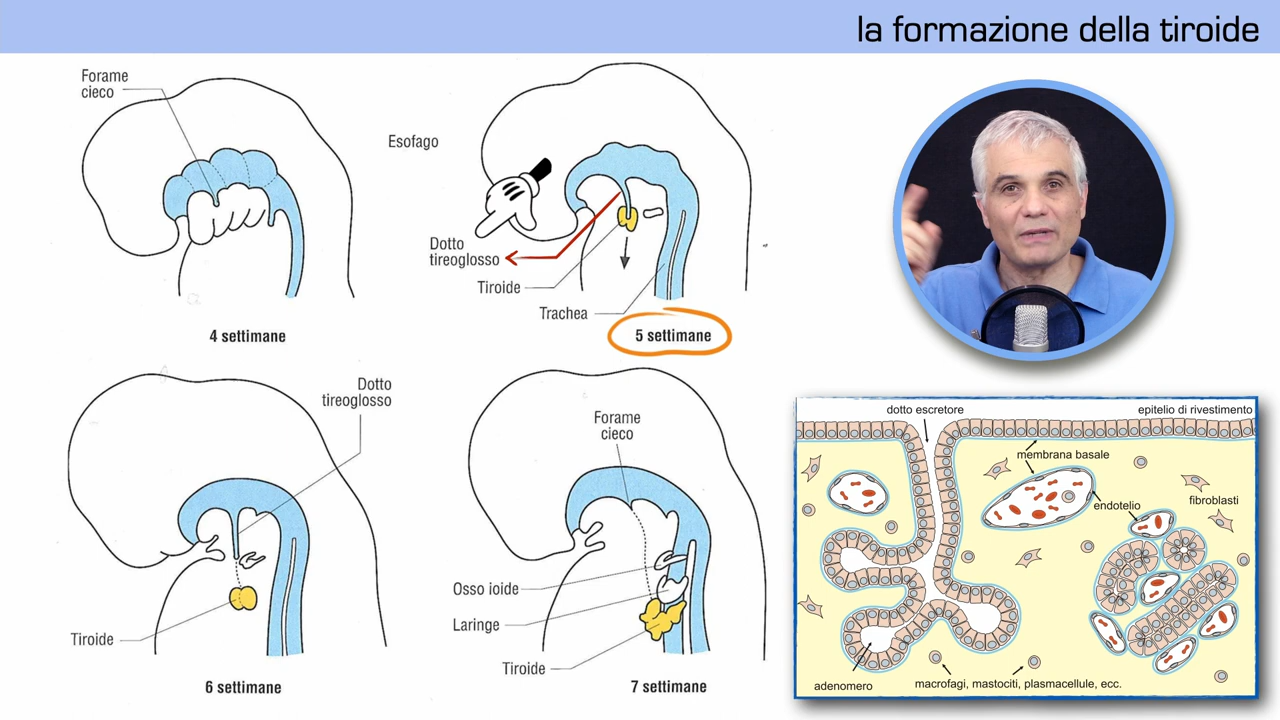 la formazione della tiroide
Forame
cieco
4 settimane
Esofago
Dotto
tireoglosso
Tiroide
Trachea
5 settimane
Dotto
tireoglosso
Tiroide
6 settimane
Forame
cieco
Osso ioide
Laringe
Tiroide
7 settimane
dotto escretore
epitelio di rivestimento
membrana basale
endotelio
fibroblasti
adenomero
macrofagi, mastociti, plasmacellule, ecc.